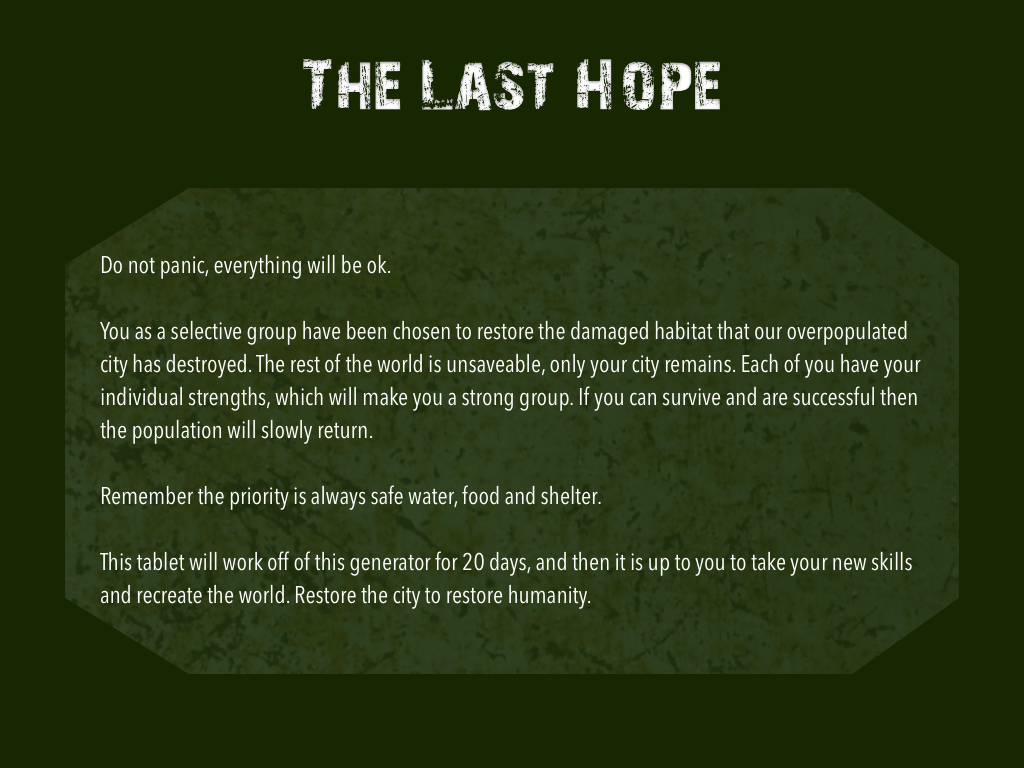 The Last Hope
Do not panic, everything will be ok.
You as a selective group have been chosen to restore the damaged habitat that our overpopulated
city has destroyed. The rest of the world is unsaveable, only your city remains. Each of you have your
individual strengths, which will make you a strong group. If you can survive and are successful then
the population will slowly return.
Remember the priority is always safe water, food and shelter.
This tablet will work off of this generator for 20 days, and then it is up to you to take your new skills
and recreate the world. Restore the city to restore humanity.